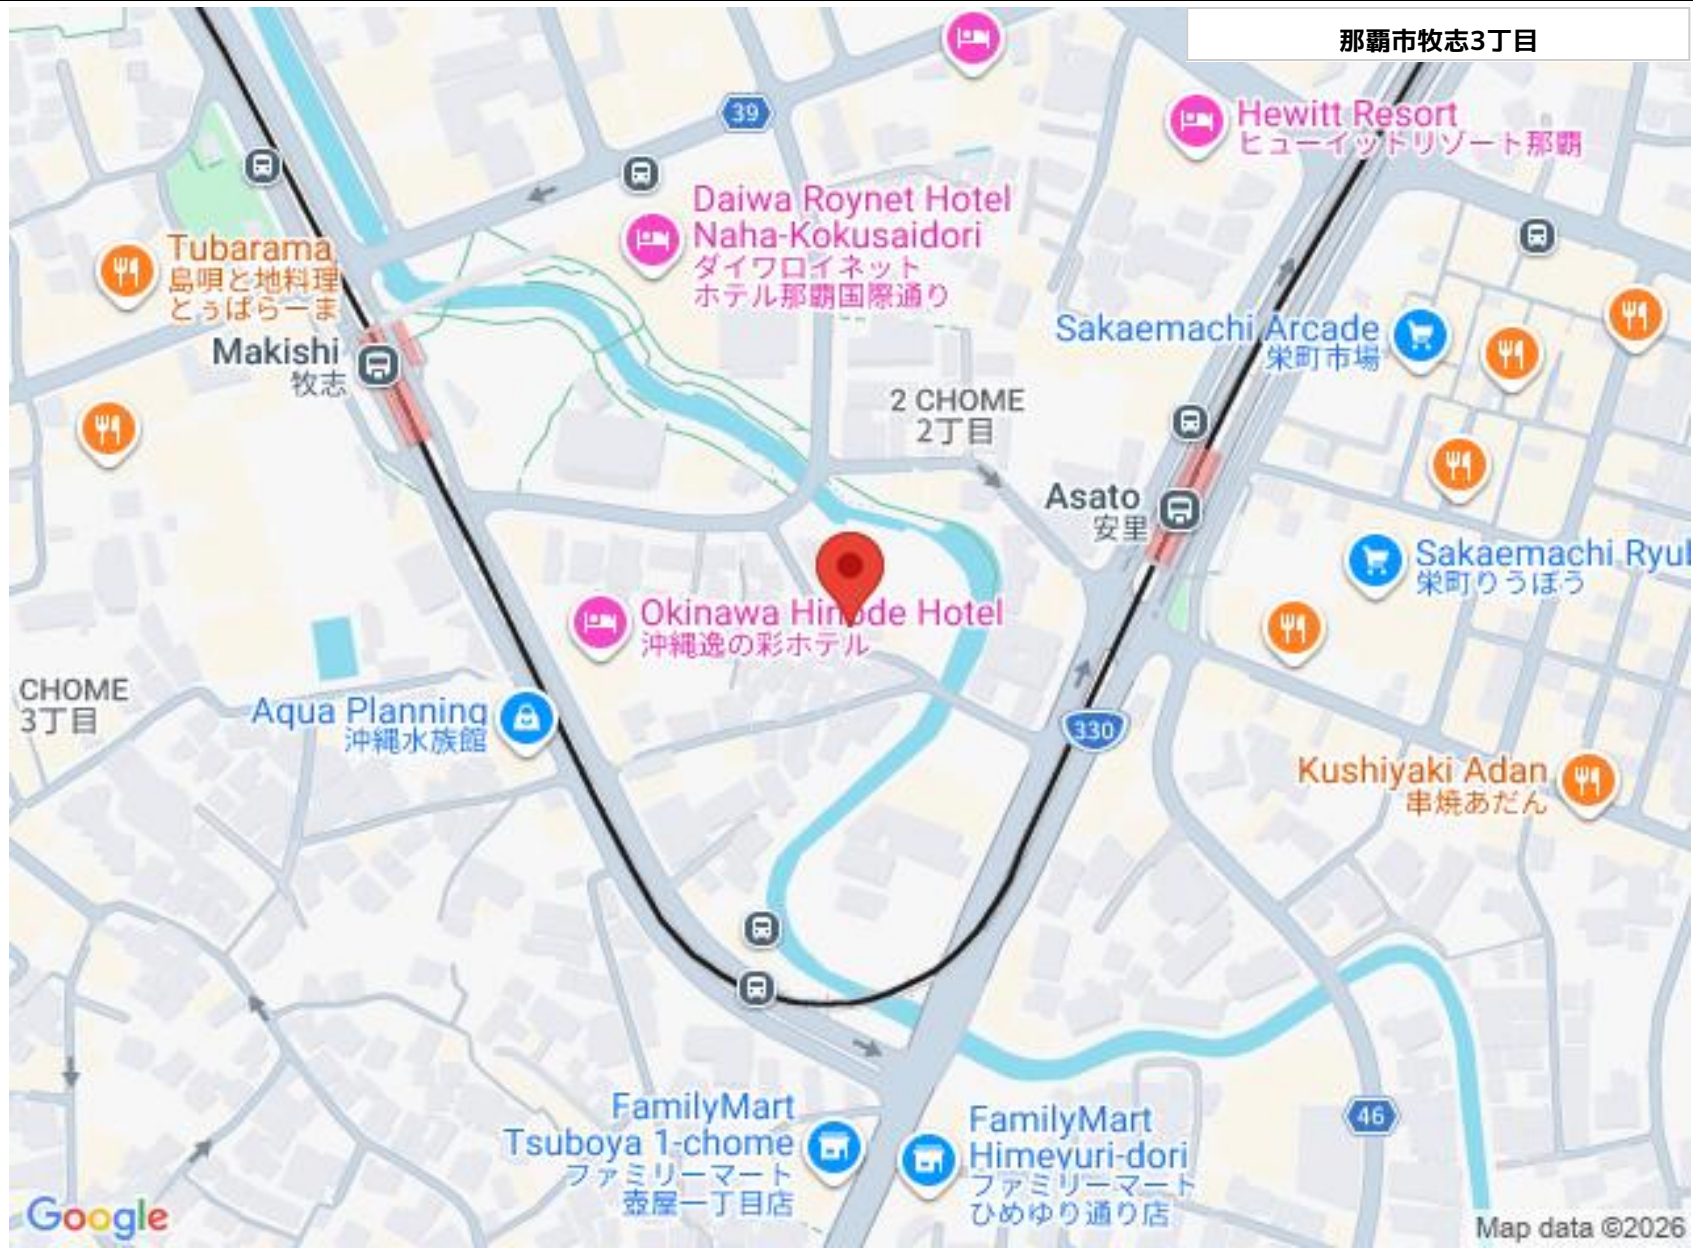 那覇市牧志3丁目
39
Hewitt Resort
ヒューイットリゾート那覇
Daiwa Roynet Hotel
Naha-Kokusaidori
ダイワロイネット
ホテル那覇国際通り
Tubarama
島唄と地料理
とぅばらーま
Makishi
牧志
Sakaemachi Arcade
栄町市場
2 CHOME
2丁目
Asato
安里
Sakaemachi
栄町りうぼう
Okinawa Hinode Hotel
沖縄逸の彩ホテル
CHOME
3丁目
Aqua Planning
沖縄水族館
330
Kushiyaki Adan
串焼あだん
FamilyMart
Tsuboya 1-chome
ファミリーマート
壺屋一丁目店
FamilyMart
Himeyuri-dori
ファミリーマート
ひめゆり通り店
46
Google
Map data ©2026